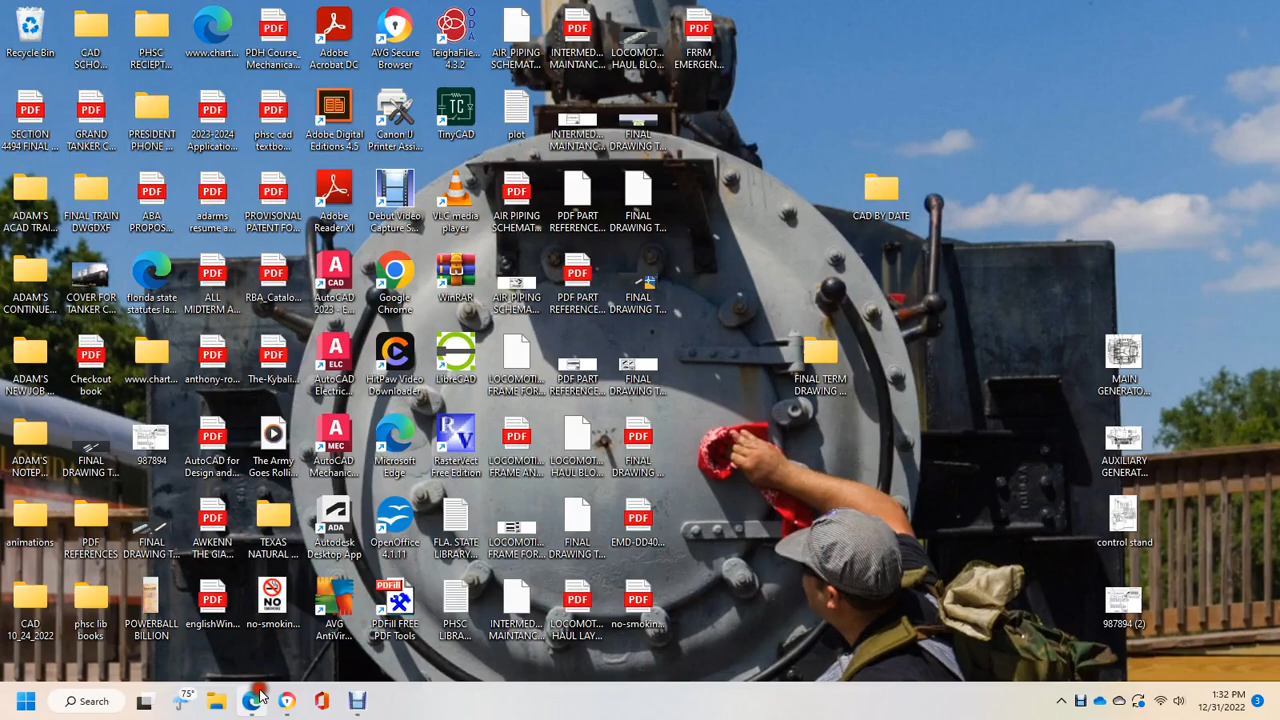 Recycle Bin
CAD
SCHO...
PHSC
RECIEPT...
www.chart...
PDH Course_
Mechanica...
Adobe
Acrobat DC
AVG Secure
Browser
TeighaFile...
4.3.2
AIR_PIPING
SCHEMAT...
INTERMED...
MAINTANC...
LOCOMOT...
HAUL BLO...
FRRM
EMERGEN...
SECTION
4494 FINAL ...
GRAND
TANKER C...
PRESIDENT
PHONE ...
2023-2024
Applicatio...
phsc cad
textbo...
Adobe Digital
Editions 4.5
Canon IJ
Printer Assi...
TinyCAD
plot
INTERMED...
MAINTANC...
FINAL
DRAWING T...
ADAM'S
ACAD TRAI...
FINAL TRAIN
DWGDXF
ABA
PROPOS...
adarms
resume a...
PROVISONAL
PATENT FO...
Adobe
Reader XI
Debut Video
Capture S...
VLC media
player
AIR PIPING
SCHEMAT...
PDF PART
REFERENCE...
FINAL
DRAWING T...
CAD BY DATE
ADAM'S
CONTINUE...
COVER FOR
TANKER C...
florida state
statutes la...
ALL
MIDTERM A...
RBA_Catalo...
AutoCAD
2023 - E...
Google
Chrome
WinRAR
AIR_PIPING
SCHEMA...
PDF PART
REFERENCE...
FINAL
DRAWING T...
ADAM'S
NEW JOB ...
Checkout
book
www.chart...
anthony-ro...
The-Kybali...
AutoCAD
Electric...
HitPaw Video
Downloader
LibreCAD
LOCOMOTI...
FRAME FOR...
PDF PART
REFERENCE...
FINAL
DRAWING T...
FINAL TERM
DRAWING ...
MAIN
GENERATO...
ADAM'S
NOTEP...
FINAL
DRAWING T...
987894
AutoCAD for
Design and...
The Army
Goes Rolli...
AutoCAD
Mechanic...
Microsoft
Edge
RasterVect
Free Edition
LOCOMOTI...
FRAME AN...
LOCOMOT...
HAUL BLO...
FINAL
DRAWING ...
AUXILIARY
GENERAT...
animations
PDF
REFERENCES
FINAL
DRAWING T...
AWKENN
THE GIA...
TEXAS
NATURAL ...
Autodesk
Desktop App
OpenOffice
4.1.11
FLA. STATE
LIBRARY...
LOCOMOTI...
FRAME FOR...
FINAL
DRAWING T...
EMD-DD40...
control stand
CAD
10_24_2022
phsc lib
books
POWERBALL
BILLION
englishWin...
no-smokin...
AVG
AntiVir...
PDFill FREE
PDF Tools
PHSC
LIBRA...
INTERMED...
MAINTANC...
LOCOMOTI...
HAUL LAY...
no-smokin...
987894 (2)
75°
Search
1:32 PM
12/31/2022
3